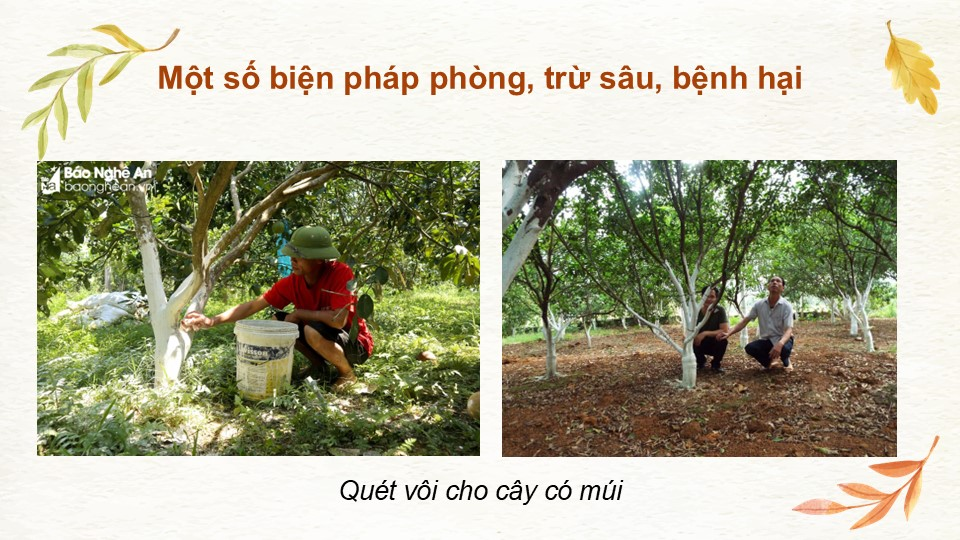 Một số biện pháp phòng, trừ sâu, bệnh hại
Báo Nghệ An
baonghean.vn
Quét vôi cho cây có múi